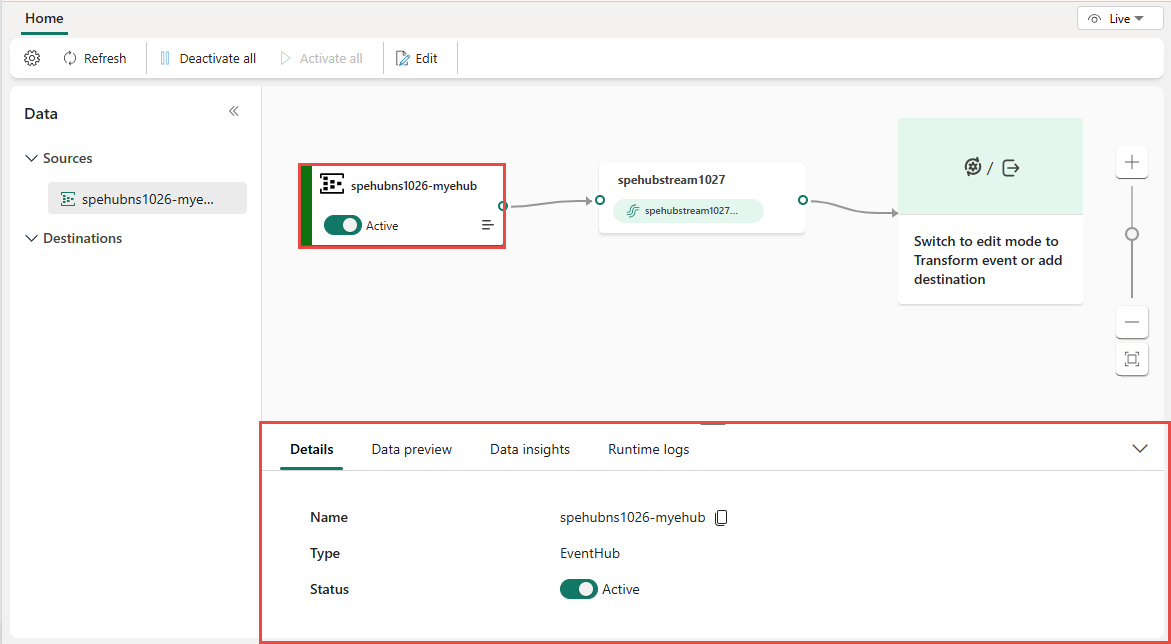 Home
Live
Refresh
Deactivate all
Activate all
Edit
Data
Sources
spehubns1026-mye...
Destinations
spehubns1026-myehub
Active
spehubstream1027
spehubstream1027...
/
Switch to edit mode to
Transform event or add
destination
Details
Data preview
Data insights
Runtime logs
Name
spehubns1026-myehub
Type
EventHub
Status
Active